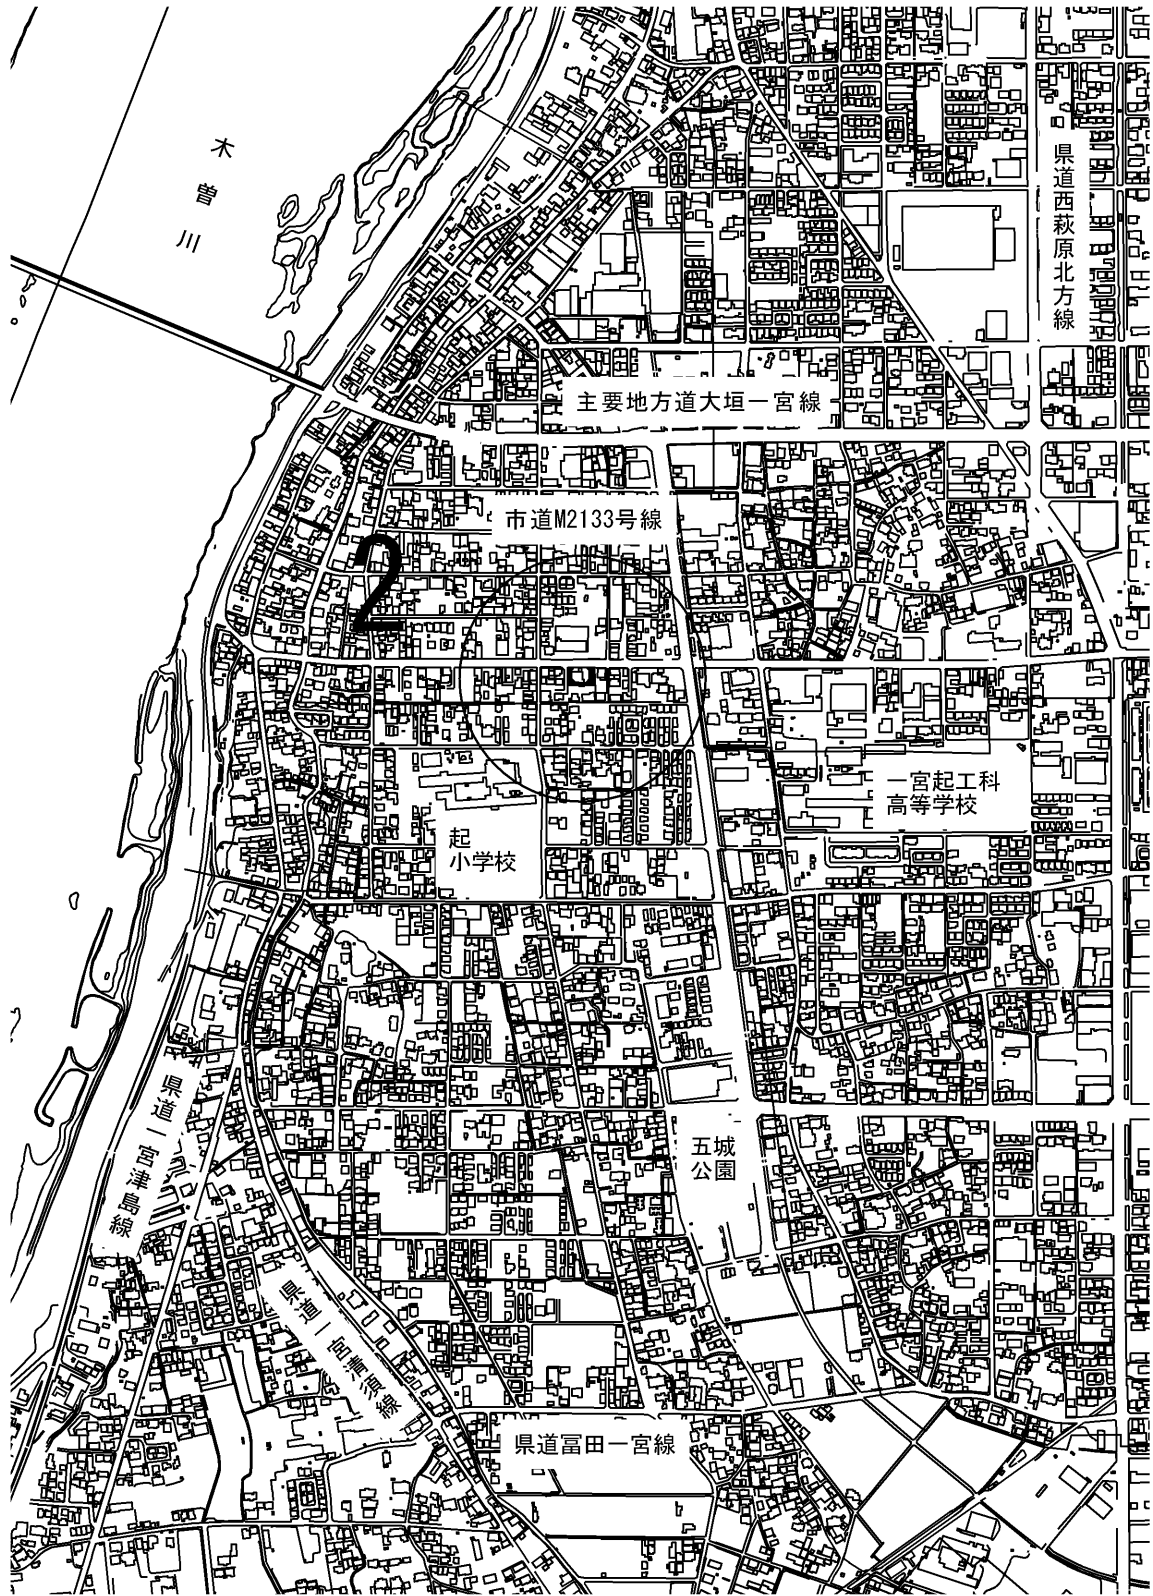 木曽川
県道西萩原北方線
主要地方道大垣一宮線
市道M2133号線
2
一宮起工科
高等学校
起
小学校
県道一宮津島線
五城
公園
県道一宮清須線
県道冨田一宮線